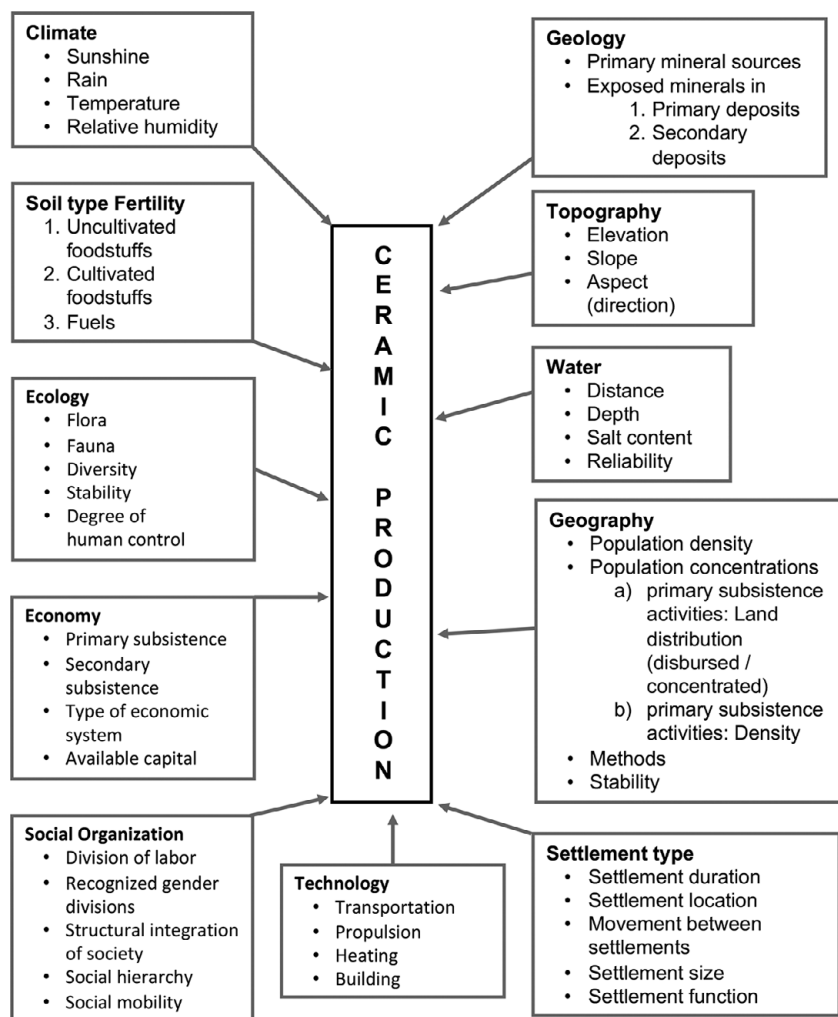 Climate
• Sunshine
• Rain
• Temperature
• Relative humidity
Soil type Fertility
1. Uncultivated
foodstuffs
2. Cultivated
foodstuffs
3. Fuels
Ecology
• Flora
• Fauna
• Diversity
• Stability
• Degree of
human control
Economy
• Primary subsistence
• Secondary
subsistence
• Type of economic
system
• Available capital
Social Organization
• Division of labor
• Recognized gender
divisions
• Structural integration
of society
• Social hierarchy
• Social mobility
CERAMIC PRODUCTION
Technology
• Transportation
• Propulsion
• Heating
• Building
Geology
• Primary mineral sources
• Exposed minerals in
1. Primary deposits
2. Secondary
deposits
Topography
• Elevation
• Slope
• Aspect
(direction)
Water
• Distance
• Depth
• Salt content
• Reliability
Geography
• Population density
• Population concentrations
a) primary subsistence
activities: Land
distribution
(disbursed /
concentrated)
b) primary subsistence
activities: Density
• Methods
• Stability
Settlement type
• Settlement duration
• Settlement location
• Movement between
settlements
• Settlement size
• Settlement function